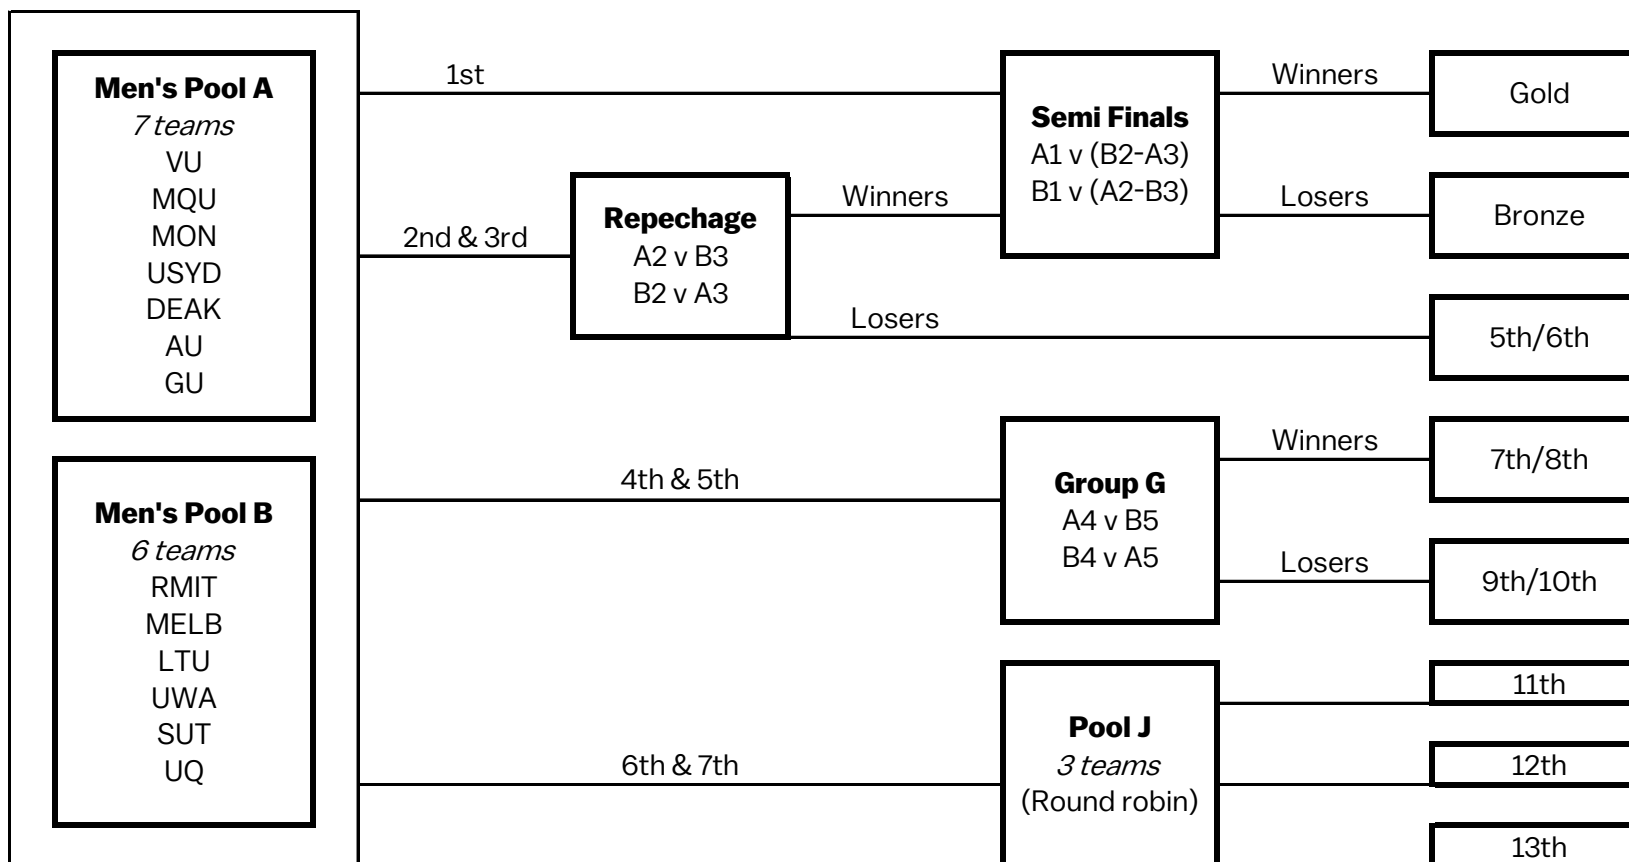 Men's Pool A
7 teams
VU
MQU
MON
USYD
DEAK
AU
GU
Men's Pool B
6 teams
RMIT
MELB
LTU
UWA
SUT
UQ
1st
2nd & 3rd
4th & 5th
6th & 7th
Repechage
A2 v B3
B2 v A3
Winners
Losers
Semi Finals
A1 v (B2-A3)
B1 v (A2-B3)
Winners
Losers
Group G
A4 v B5
B4 v A5
Winners
Losers
Pool J
3 teams
(Round robin)
Gold
Bronze
5th/6th
7th/8th
9th/10th
11th
12th
13th